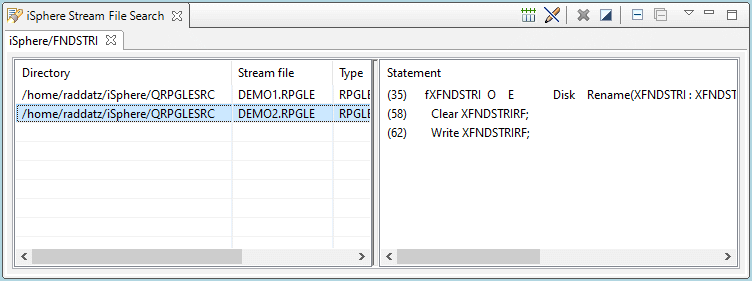 iSphere Stream File Search
iSphere/FNDSTRI
Directory Stream file Type Statement
/home/raddatz/iSphere/QRPGLESRC DEMO1.RPGLE RPGLE (35) fXFNDSTRI O E Disk Rename(XFNDSTRI : XFNDST
/home/raddatz/iSphere/QRPGLESRC DEMO2.RPGLE RPGLE (58) Clear XFNDSTRIRF;
(62) Write XFNDSTRIRF;